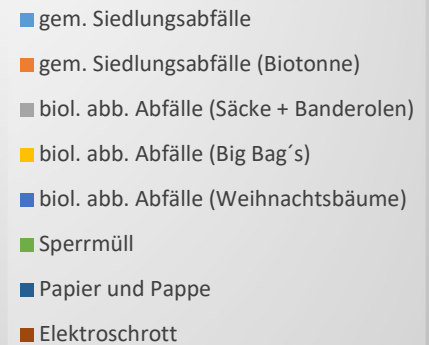 gem. Siedlungsabfälle
gem. Siedlungsabfälle (Biotonne)
biol. abb. Abfälle (Säcke + Banderolen)
biol. abb. Abfälle (Big Bag´s)
biol. abb. Abfälle (Weihnachtsbäume)
Sperrmüll
Papier und Pappe
Elektroschrott